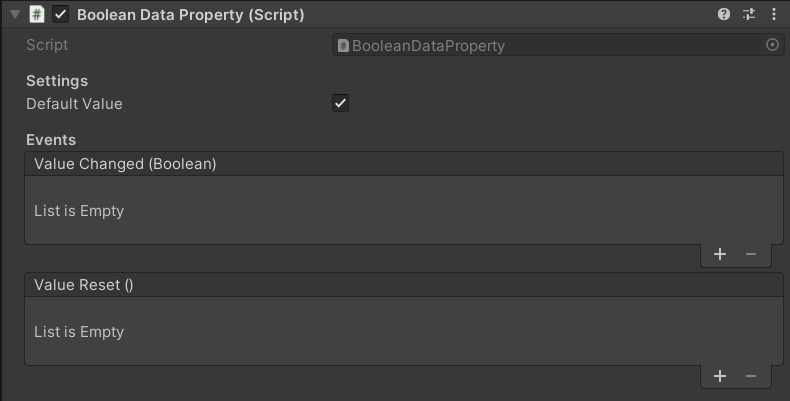 Boolean Data Property (Script)
Script BooleanDataProperty
Settings
Default Value
Events
Value Changed (Boolean)
List is Empty
Value Reset ()
List is Empty